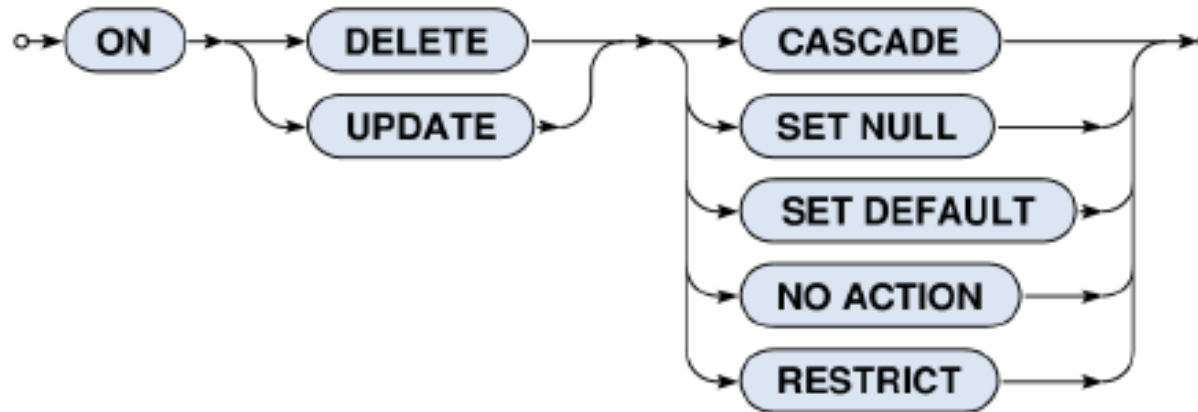 ON DELETE CASCADE
UPDATE SET NULL
SET DEFAULT
NO ACTION
RESTRICT